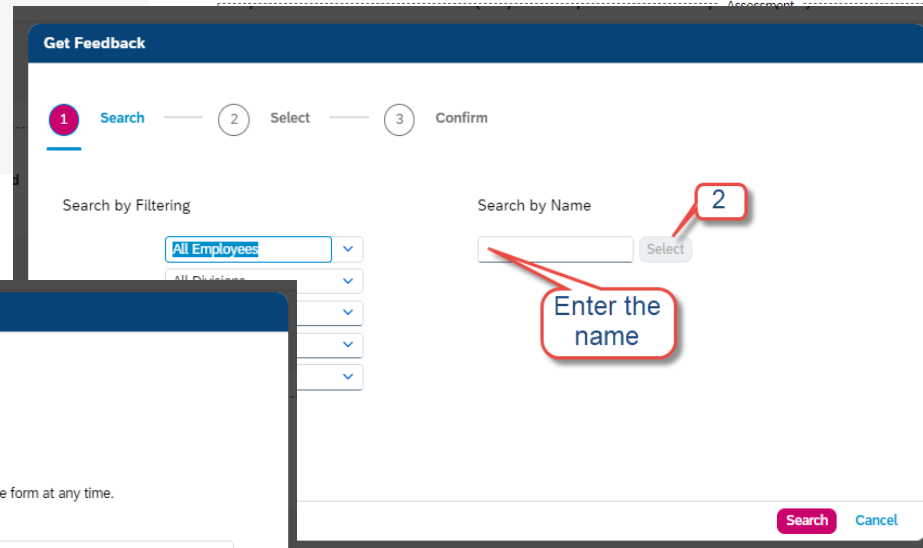 Assessment
Get Feedback
1 Search 2 Select 3 Confirm
Search by Filtering
Search by Name
2
All Employees
Select
All Divisions
Enter the
name
e form at any time.
Search Cancel